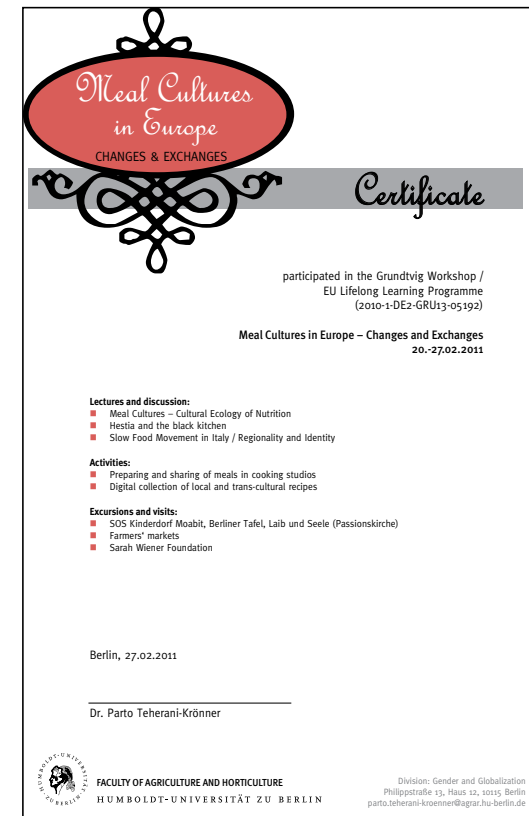 Meal Cultures
in Europe
CHANGES & EXCHANGES
Certificate
participated in the Grundtvig Workshop /
EU Lifelong Learning Programme
(2010-1-DE2-GRU13-05192)
Meal Cultures in Europe – Changes and Exchanges
20.-27.02.2011
Lectures and discussion:
Meal Cultures – Cultural Ecology of Nutrition
Hestia and the black kitchen
Slow Food Movement in Italy / Regionality and Identity
Activities:
Preparing and sharing of meals in cooking studios
Digital collection of local and trans-cultural recipes
Excursions and visits:
SOS Kinderdorf Moabit, Berliner Tafel, Laib und Seele (Passionskirche)
Farmers' markets
Sarah Wiener Foundation
Berlin, 27.02.2011
Dr. Parto Teherani-Krönner
HUMBOLDT-UNIVERSITÄT
ZU BERLIN
FACULTY OF AGRICULTURE AND HORTICULTURE
HUMBOLDT-UNIVERSITÄT ZU BERLIN
Division: Gender and Globalization
Philippstraße 13, Haus 12, 10115 Berlin
parto.teherani-kroenner@agrar.hu-berlin.de